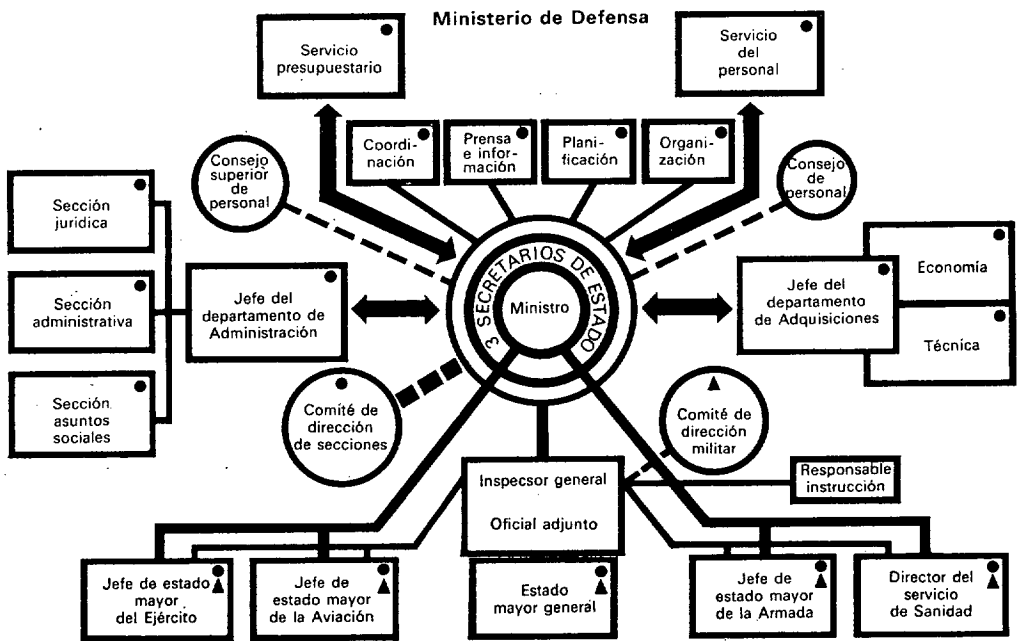 Ministerio de Defensa
Servicio
presupuestario
Servicio
del
personal
Coordi-
nación
Prensa
e infor-
mación
Plani-
ficación
Organi-
zación
Consejo
superior
de
personal
Consejo
de
personal
Sección
jurídica
Sección
administrativa
Sección
asuntos
sociales
Jefe del
departamento de
Administración
3 SECRETARIOS DE ESTADO
Ministro
Jefe del
departamento
de Adquisiciones
Economía
Técnica
Comité de
dirección
de secciones
Comité de
dirección
militar
Inspecsor general
Oficial adjunto
Responsable
instrucción
Jefe de estado
mayor
del Ejército
Jefe de
estado mayor
de la Aviación
Estado
mayor general
Jefe de
estado mayor
de la Armada
Director del
servicio
de Sanidad